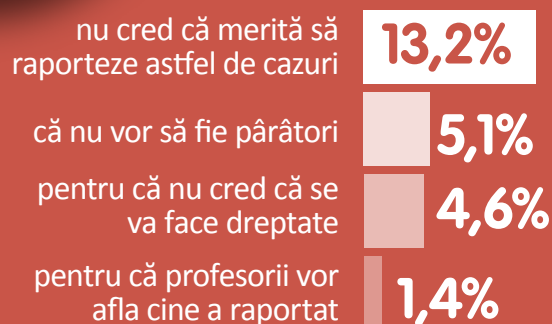 nu cred că merită să
raporteze astfel de cazuri
13,2%
că nu vor să fie pârâtori
5,1%
pentru că nu cred că se
va face dreptate
4,6%
pentru că profesorii vor
afla cine a raportat
1,4%